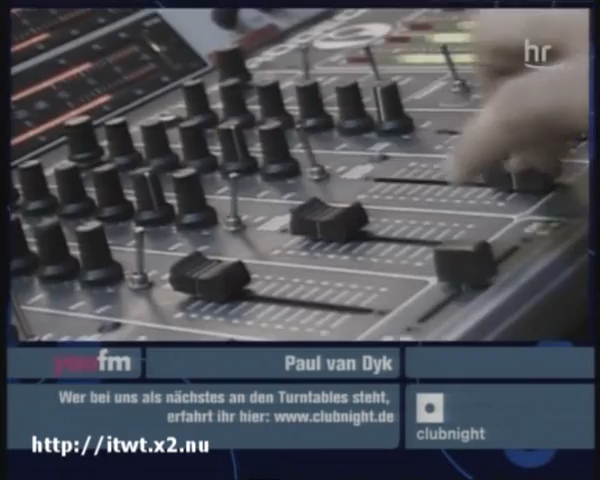 hr
youfm
Paul van Dyk
Wer bei uns als nächstes an den Turntables steht,
erfahrt ihr hier: www.clubnight.de
clubnight
http://itwt.x2.nu